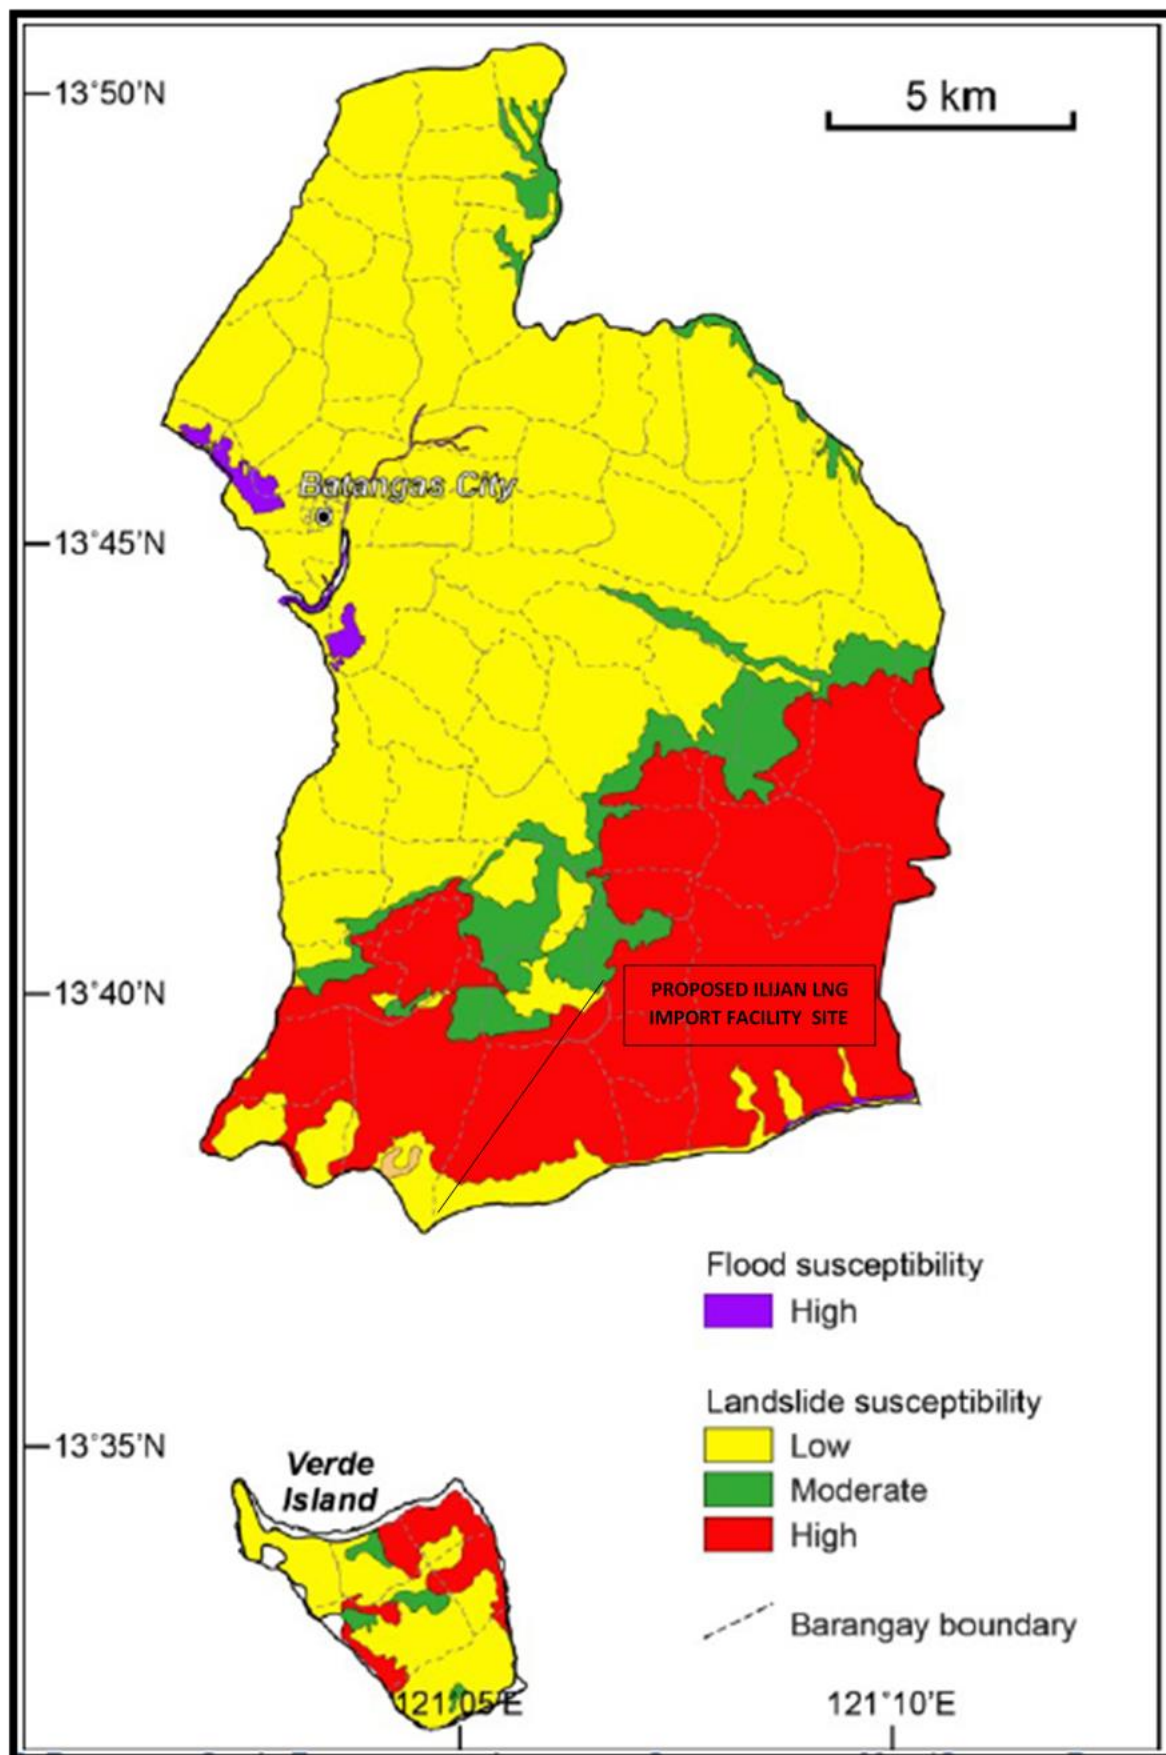 13°50'N
5 km
Batangas City
13°45'N
13°40'N
PROPOSED ILIJAN LNG
IMPORT FACILITY SITE
Flood susceptibility
High
Landslide susceptibility
Low
Moderate
High
13°35'N
Verde
Island
Barangay boundary
121°05'E
121°10'E